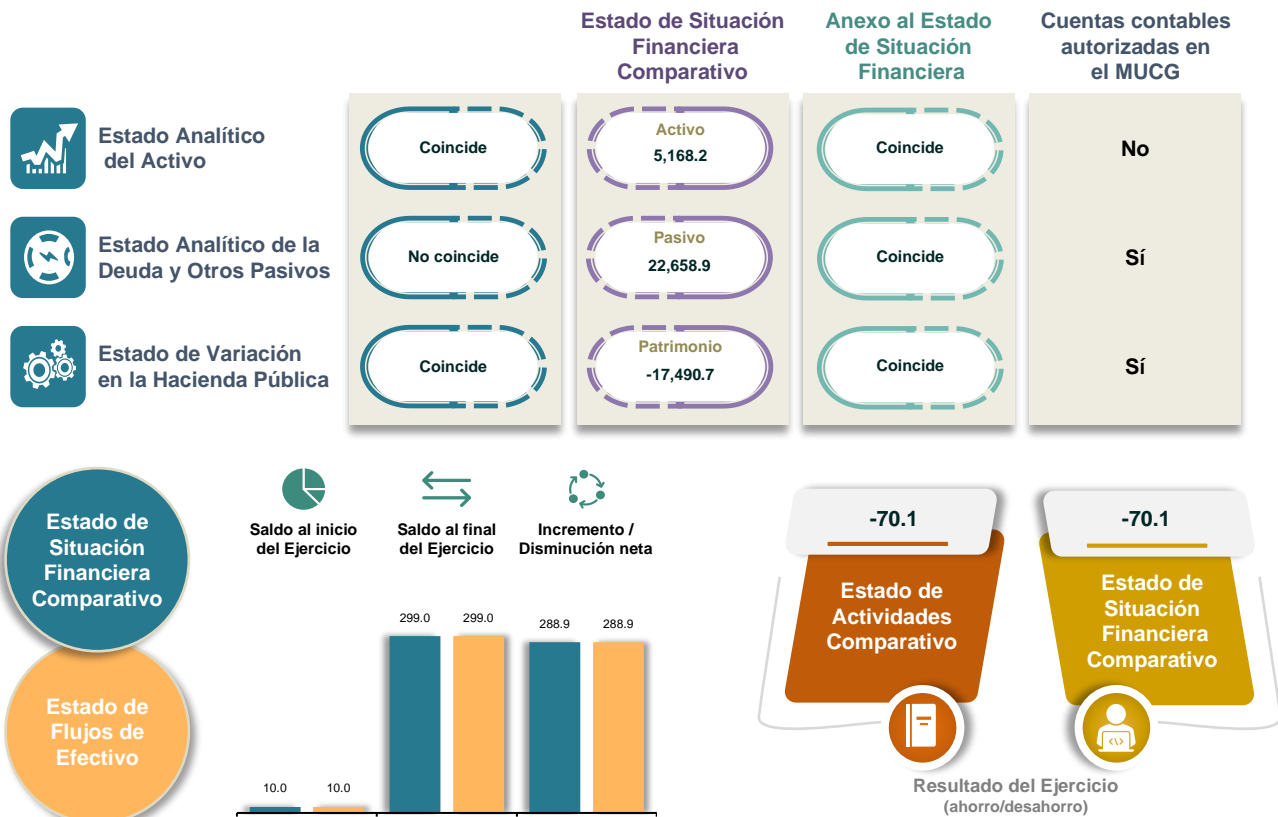 Estado de Situación
Financiera
Comparativo
Anexo al Estado
de Situación
Financiera
Cuentas contables
autorizadas en
el MUCG
Estado Analítico
del Activo
Coincide
Activo
5,168.2
Coincide
No
Estado Analítico de la
Deuda y Otros Pasivos
No coincide
Pasivo
22,658.9
Coincide
Sí
Estado de Variación
en la Hacienda Pública
Coincide
Patrimonio
-17,490.7
Coincide
Sí
Estado de
Situación
Financiera
Comparativo
Estado de
Flujos de
Efectivo
Saldo al inicio
del Ejercicio
Saldo al final
del Ejercicio
Incremento /
Disminución neta
10.0
10.0
299.0
299.0
288.9
288.9
-70.1
Estado de
Actividades
Comparativo
-70.1
Estado de
Situación
Financiera
Comparativo
Resultado del Ejercicio
(ahorro/desahorro)